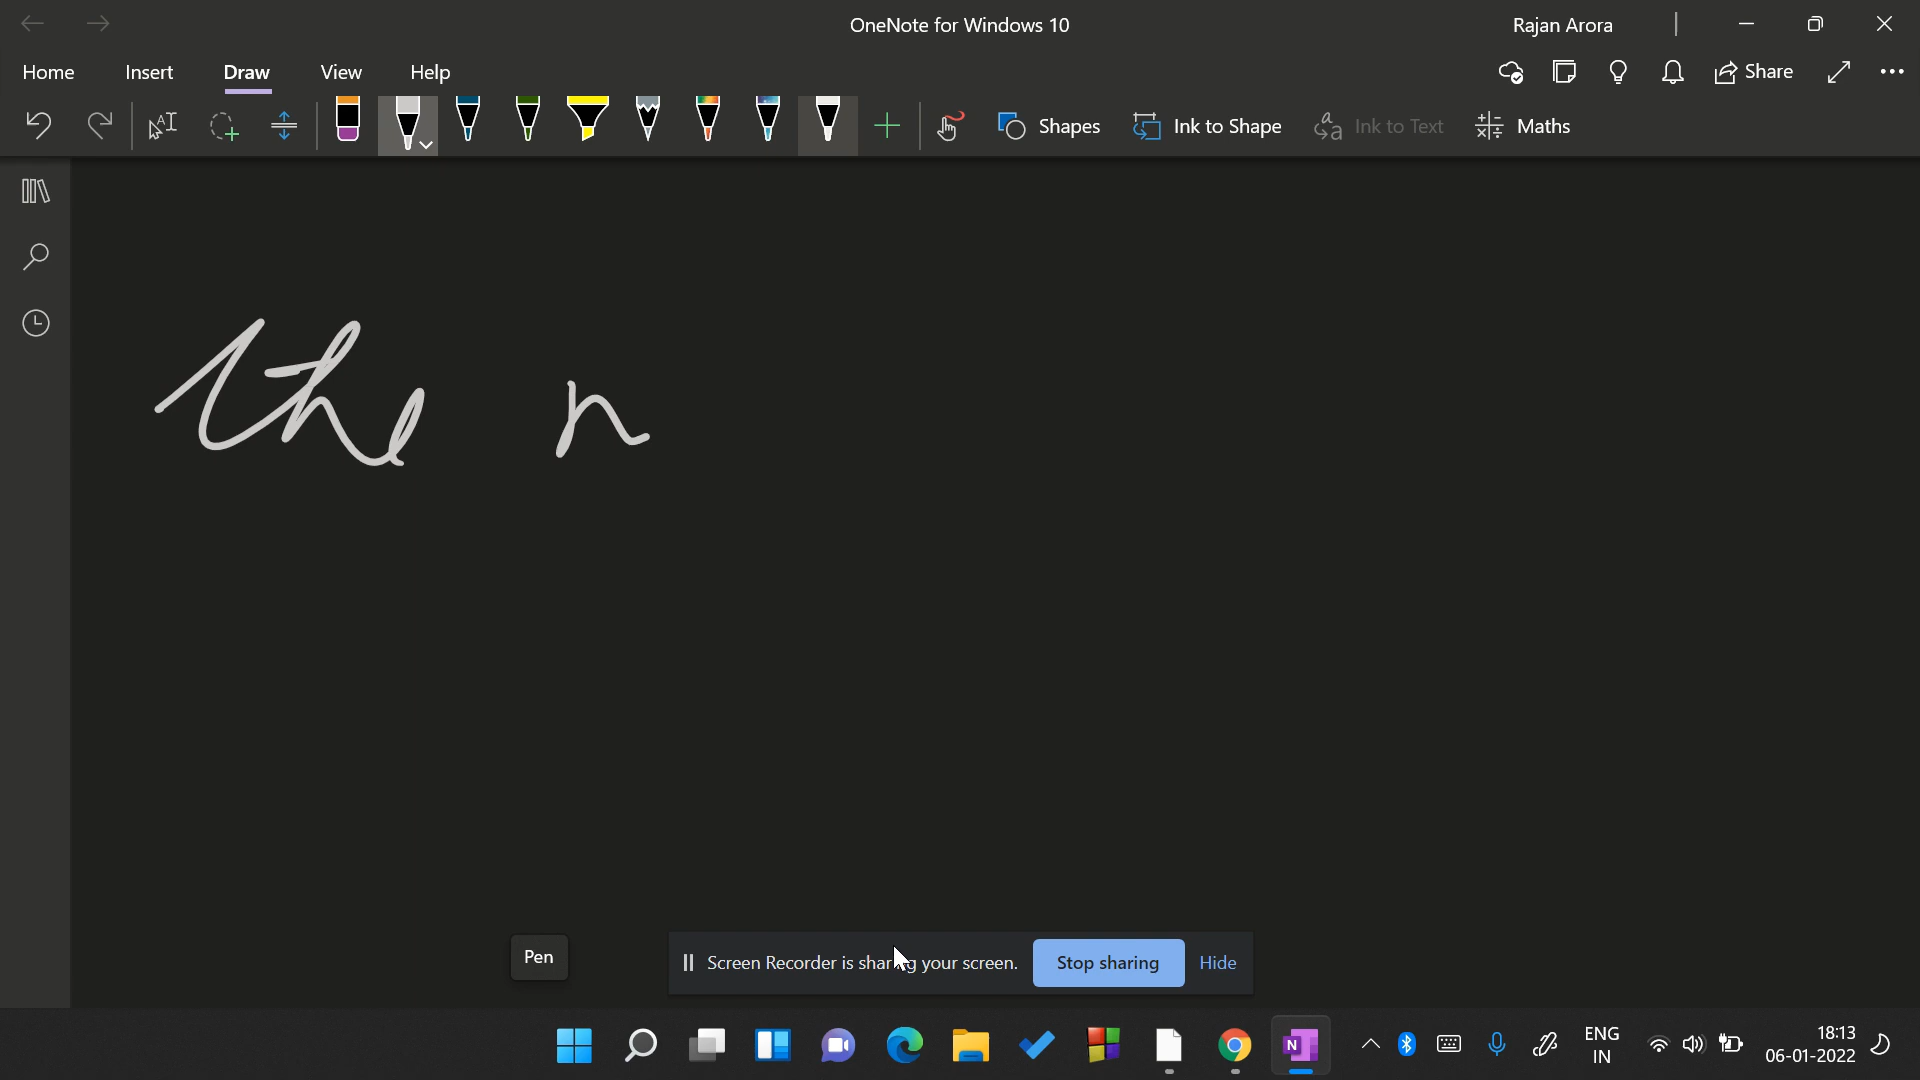 OneNote for Windows 10 Rajan Arora
Home Insert Draw View Help Share
Shapes Ink to Shape Ink to Text Maths
the n
Pen
Screen Recorder is sharing your screen. Stop sharing Hide
ENG 18:13
IN 06-01-2022